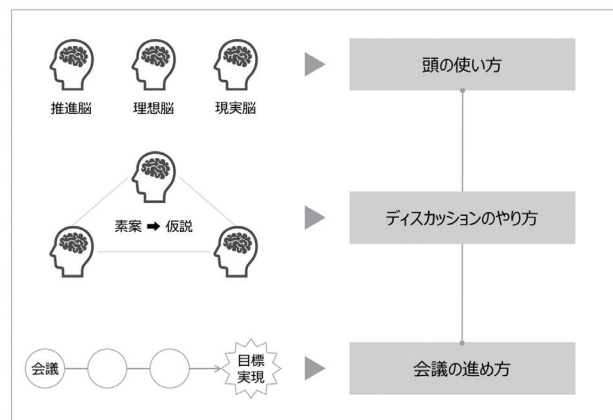 推進脳
理想脳
現実脳
頭の使い方
素案 ➡ 仮説
ディスカッションのやり方
会議
目標
実現
会議の進め方